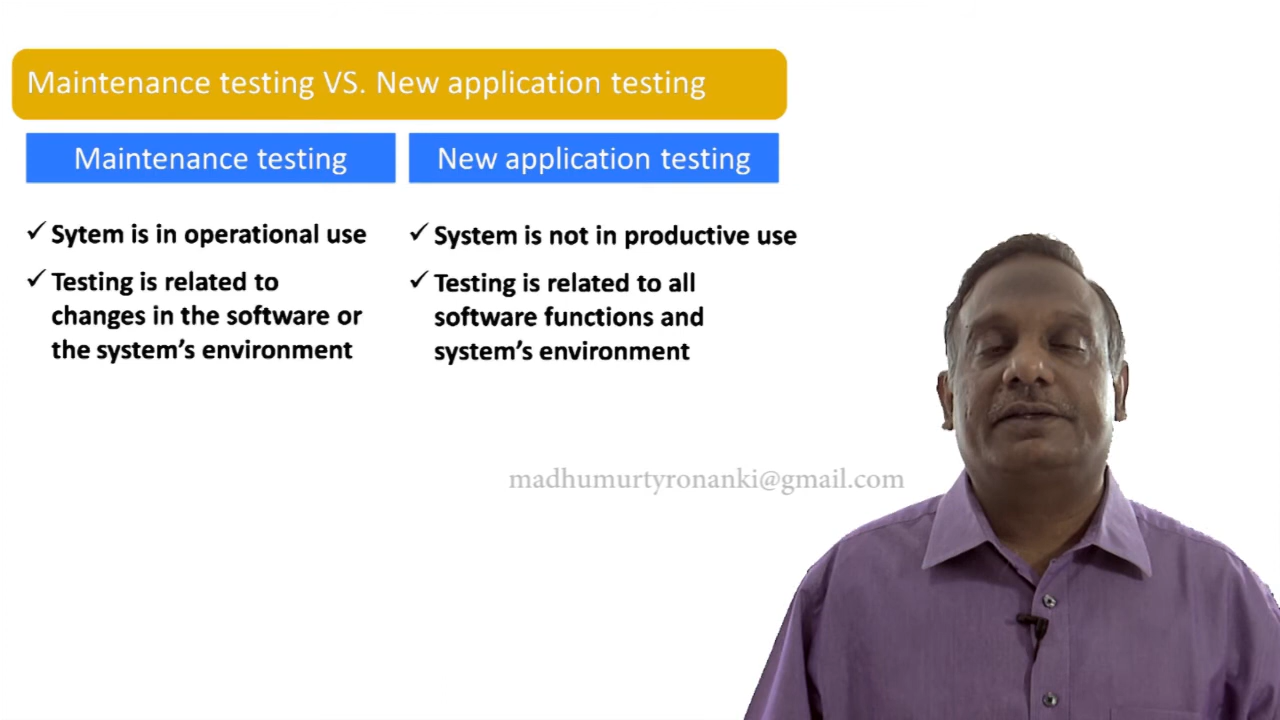 Maintenance testing VS. New application testing
Maintenance testing
New application testing
✓ Sytem is in operational use
✓ Testing is related to
changes in the software or
the system’s environment
✓ System is not in productive use
✓ Testing is related to all
software functions and
system’s environment
madhumurtyronanki@gmail.com